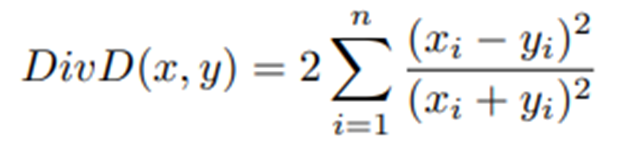 DivD(x, y) = 2 \sum_{i=1}^{n} \frac{(x_i - y_i)^2}{(x_i + y_i)^2}